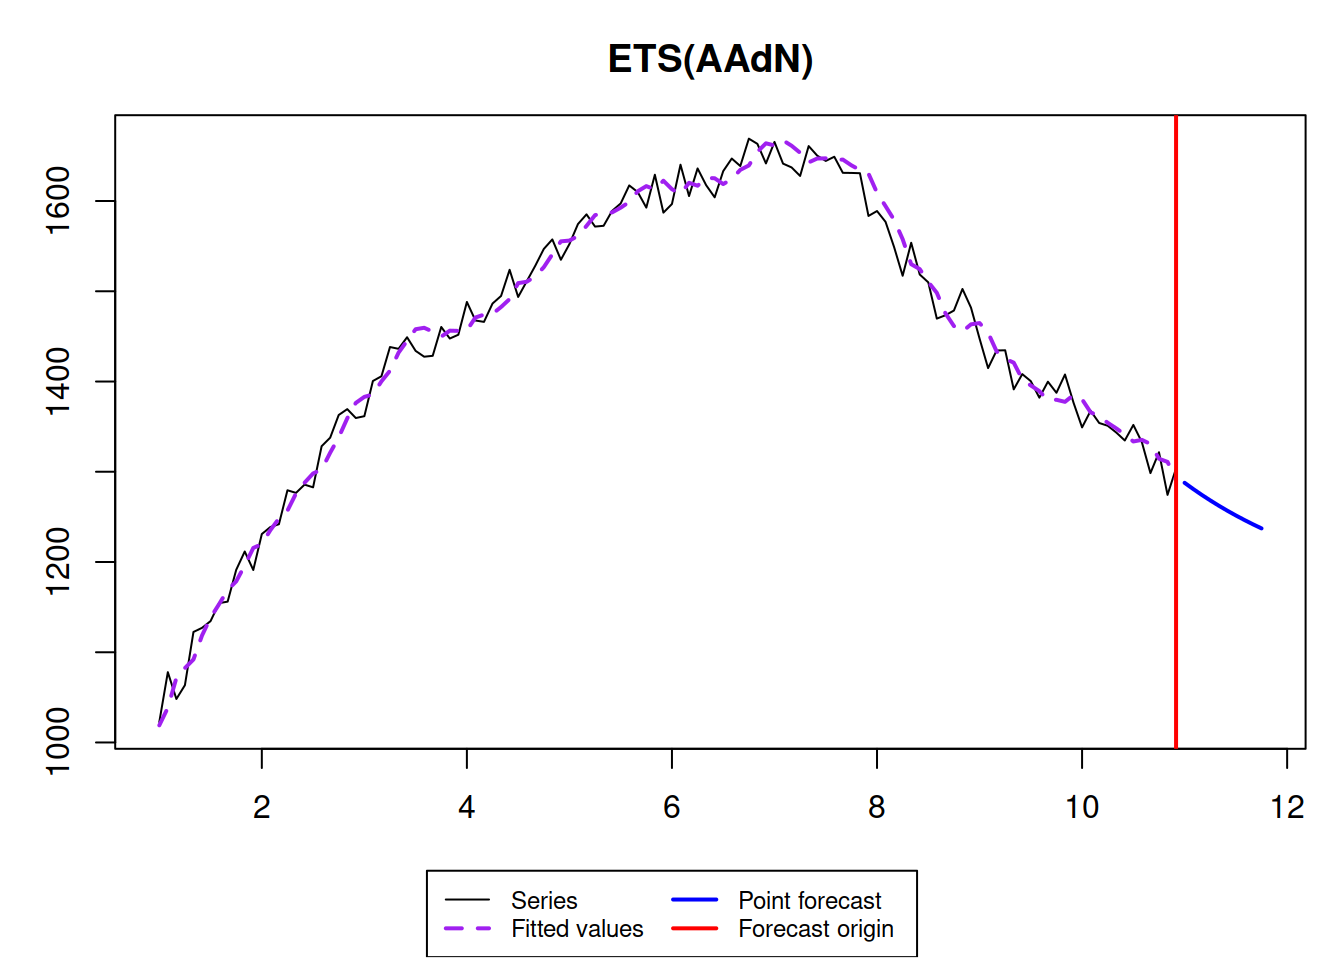 ETS(AAdN)
1600
1400
1200
1000
2 4 6 8 10 12
Series Point forecast
Fitted values Forecast origin